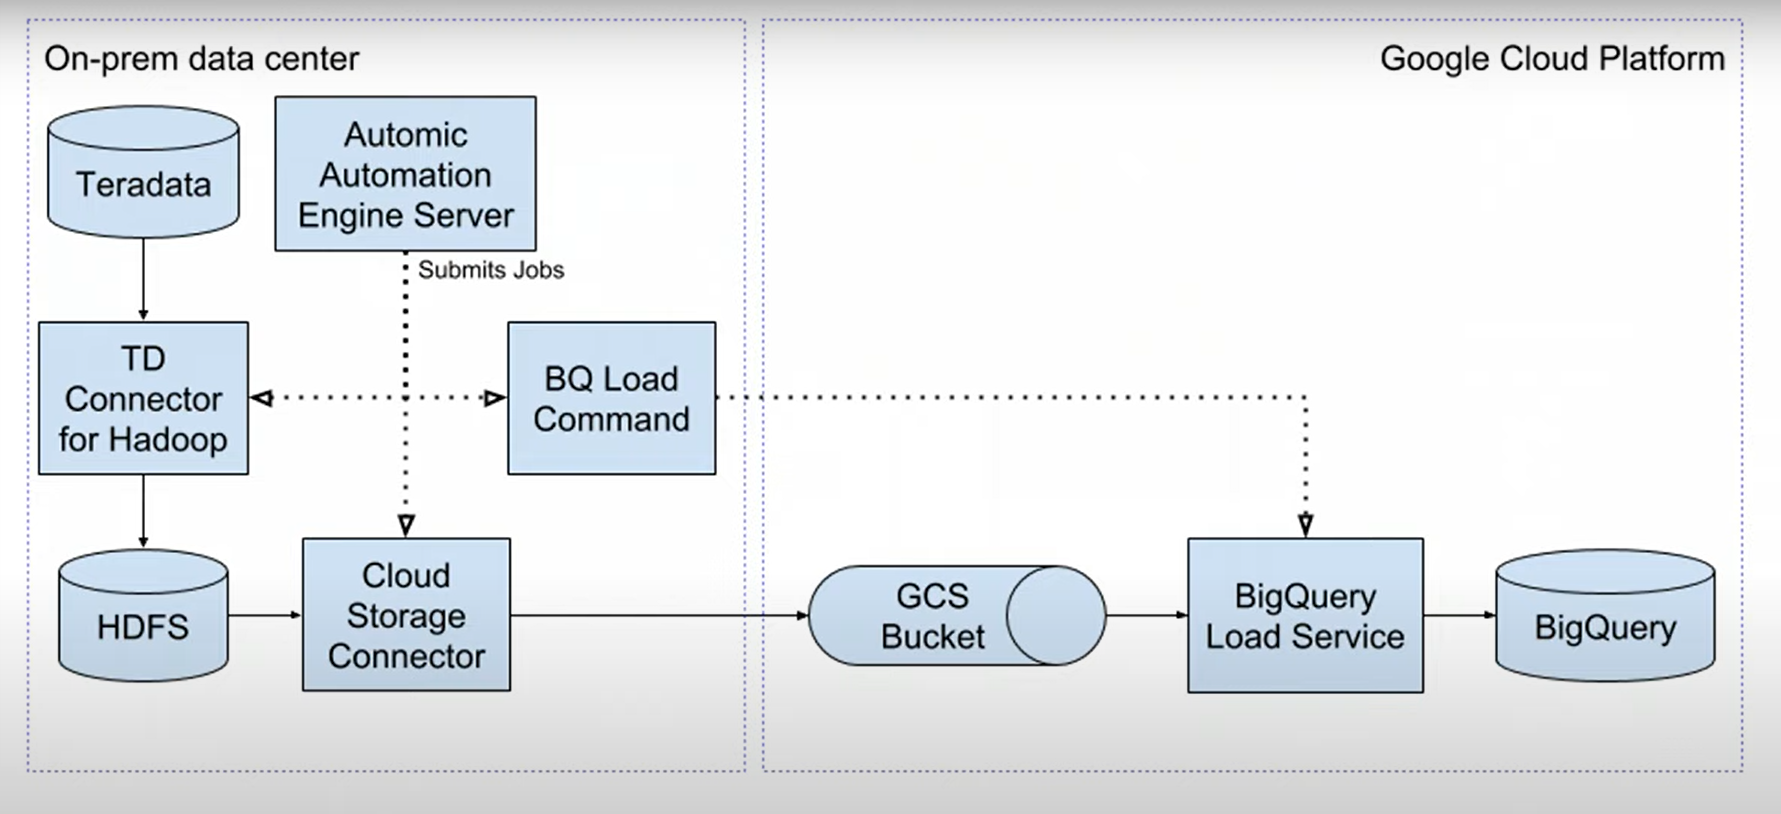 On-prem data center
Google Cloud Platform
Teradata
Automic
Automation
Engine Server
Submits Jobs
TD
Connector
for Hadoop
BQ Load
Command
HDFS
Cloud
Storage
Connector
GCS
Bucket
BigQuery
Load Service
BigQuery